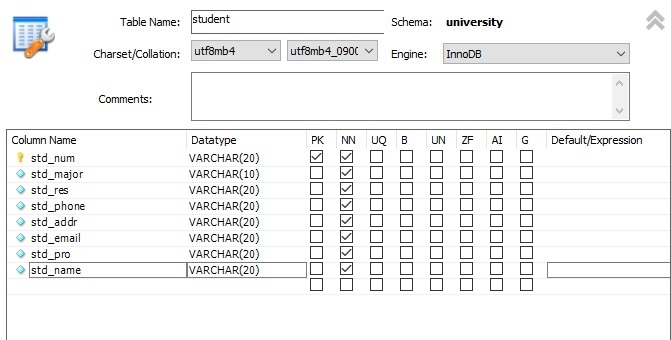 Table Name: student Schema: university
Charset/Collation: utf8mb4 utf8mb4_090( Engine: InnoDB
Comments:
Column Name Datatype PK NN UQ B UN ZF AI G Default/Expression
std_num VARCHAR(20)
std_major VARCHAR(10)
std_res VARCHAR(20)
std_phone VARCHAR(20)
std_addr VARCHAR(20)
std_email VARCHAR(20)
std_pro VARCHAR(20)
std_name VARCHAR(20)